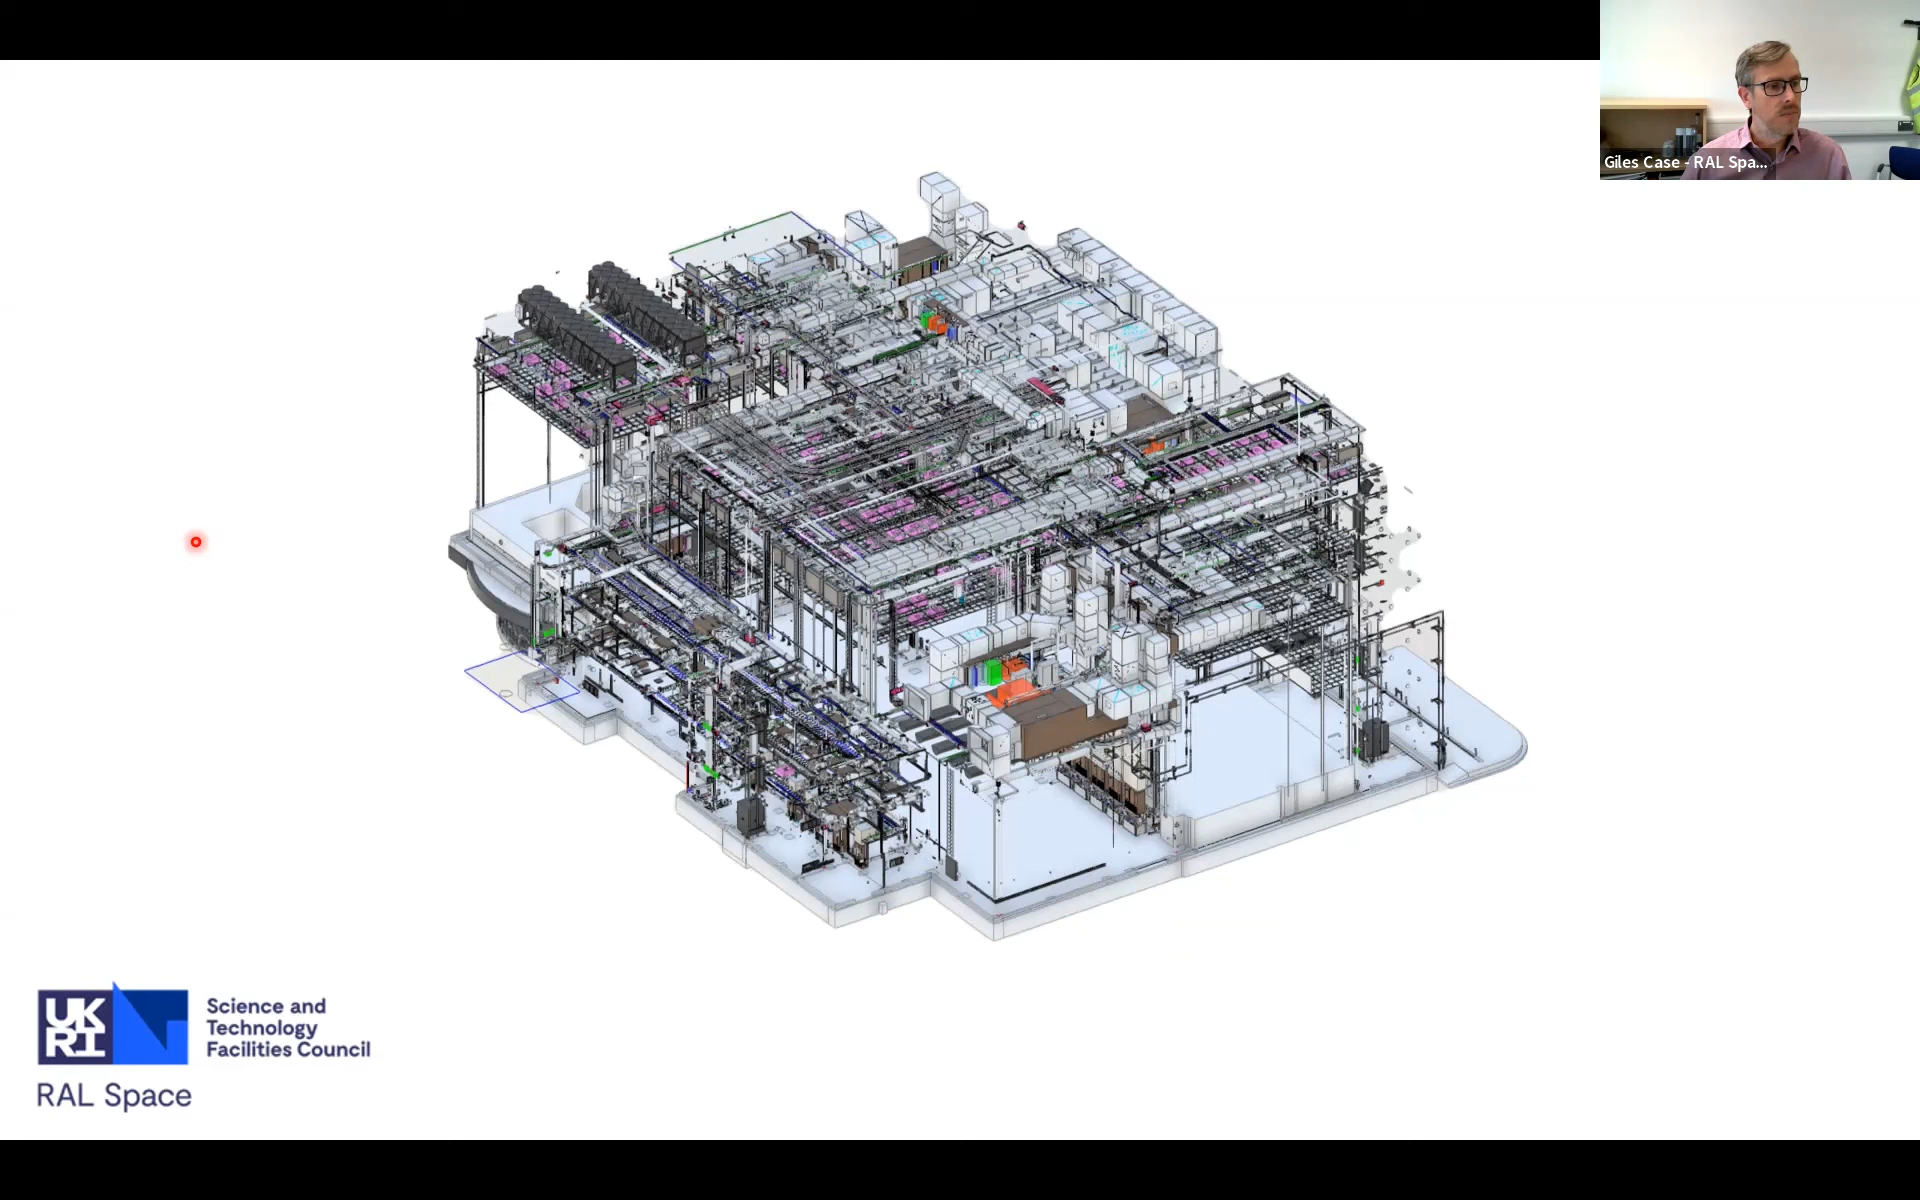 Giles Case - RAL Spa...
UK
RI
Science and
Technology
Facilities Council
RAL Space